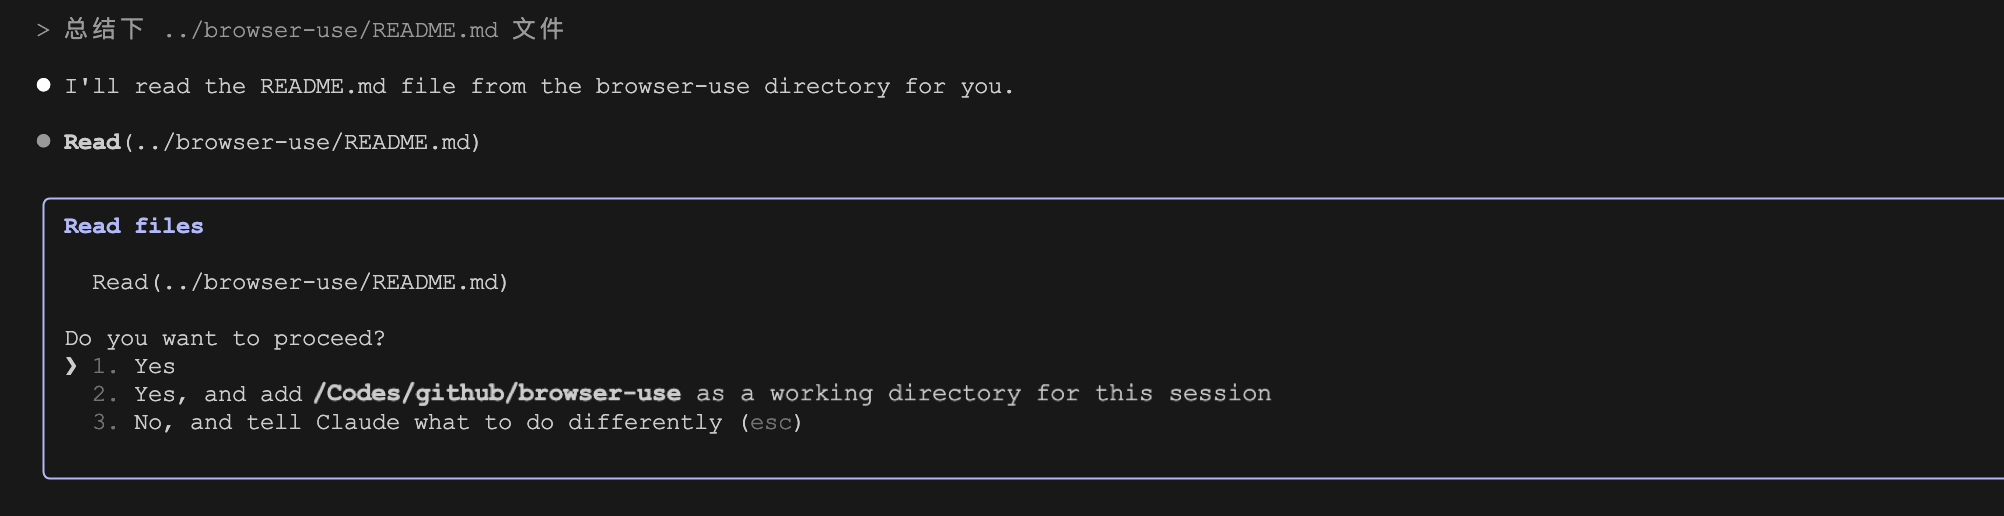 > 总结下 ../browser-use/README.md 文件
● I'll read the README.md file from the browser-use directory for you.
● Read(../browser-use/README.md)
Read files
Read(../browser-use/README.md)
Do you want to proceed?
❯ 1. Yes
2. Yes, and add /Codes/github/browser-use as a working directory for this session
3. No, and tell Claude what to do differently (esc)